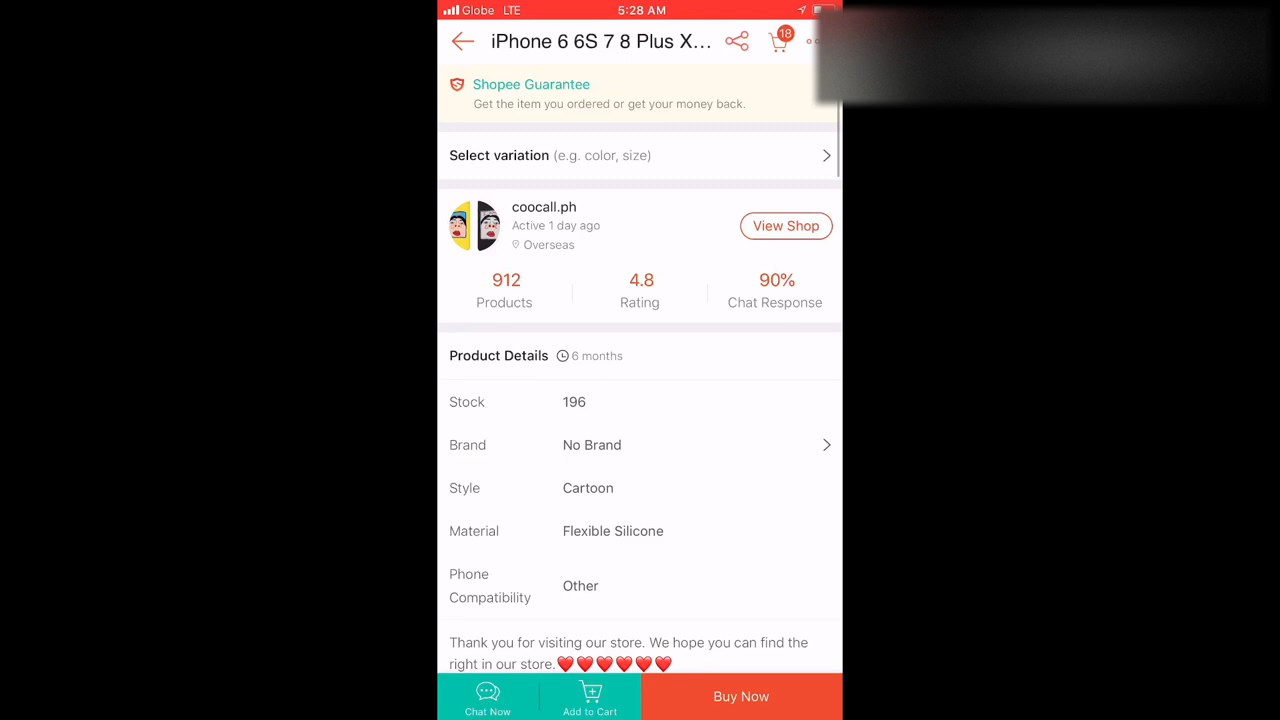 Globe LTE 5:28 AM
iPhone 6 6S 7 8 Plus X... 18
Shopee Guarantee
Get the item you ordered or get your money back.
Select variation (e.g. color, size)
coocall.ph
Active 1 day ago
View Shop
Overseas
912 4.8 90%
Products Rating Chat Response
Product Details 6 months
Stock 196
Brand No Brand
Style Cartoon
Material Flexible Silicone
Phone
Compatibility Other
Thank you for visiting our store. We hope you can find the
right in our store.❤️❤️❤️❤️❤️❤️
Chat Now Add to Cart Buy Now